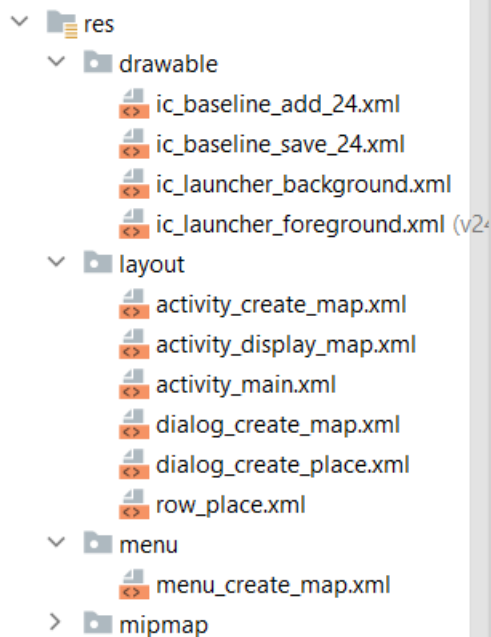 res
drawable
ic_baseline_add_24.xml
ic_baseline_save_24.xml
ic_launcher_background.xml
ic_launcher_foreground.xml (v24
layout
activity_create_map.xml
activity_display_map.xml
activity_main.xml
dialog_create_map.xml
dialog_create_place.xml
row_place.xml
menu
menu_create_map.xml
mipmap